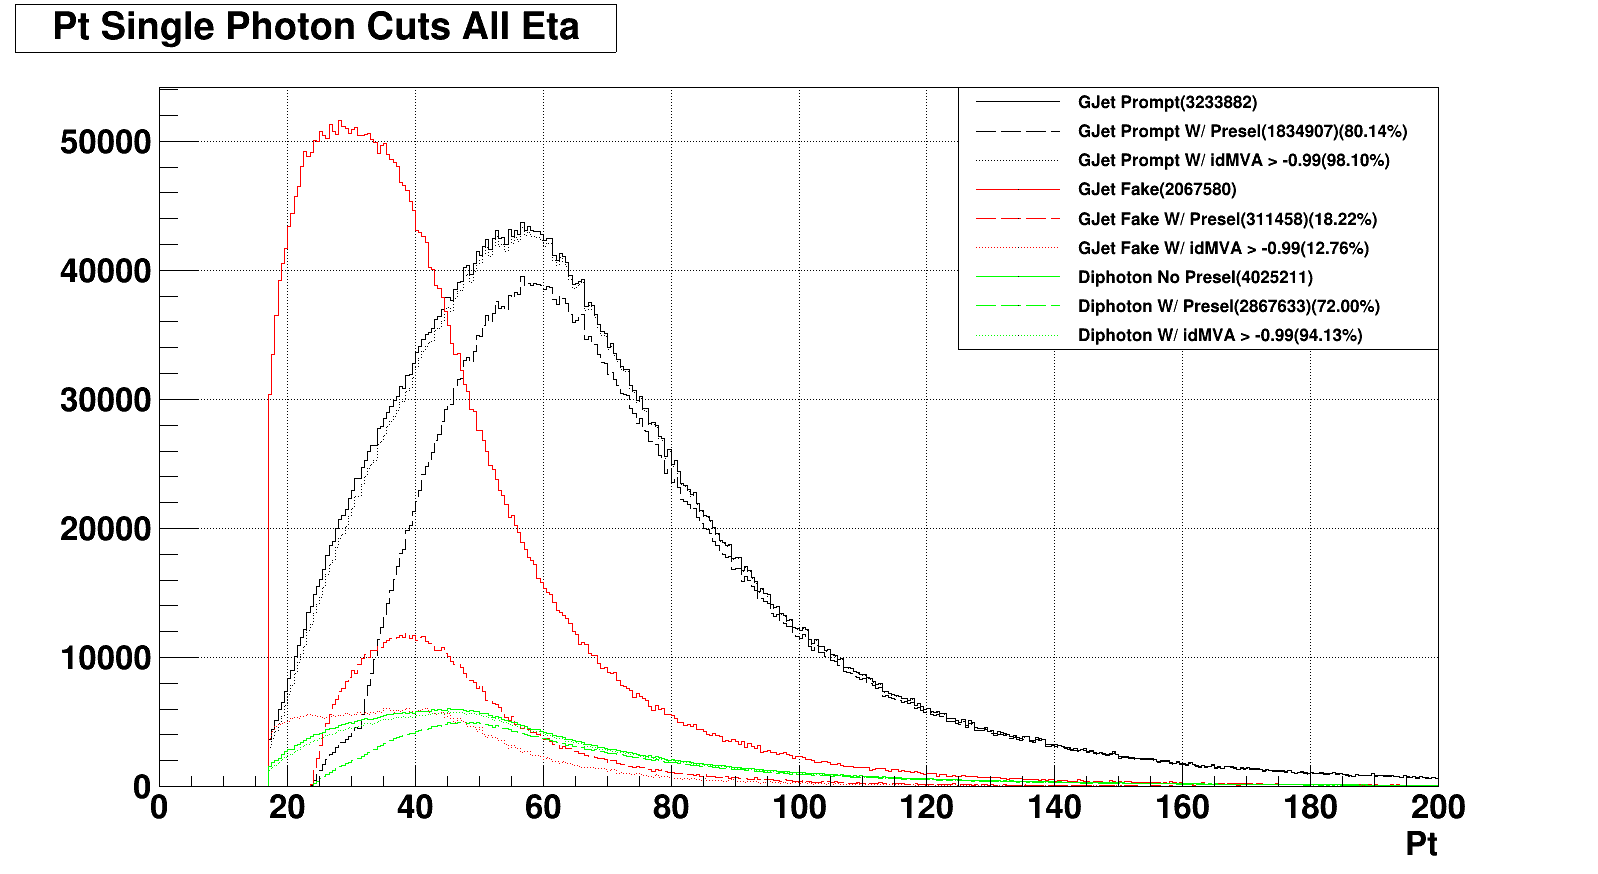 Pt Single Photon Cuts All Eta
GJet Prompt(3233882)
GJet Prompt W/ Presel(1834907)(80.14%)
GJet Prompt W/ idMVA > -0.99(98.10%)
GJet Fake(2067580)
GJet Fake W/ Presel(311458)(18.22%)
GJet Fake W/ idMVA > -0.99(12.76%)
Diphoton No Presel(4025211)
Diphoton W/ Presel(2867633)(72.00%)
Diphoton W/ idMVA > -0.99(94.13%)
50000
40000
30000
20000
10000
0
0 20 40 60 80 100 120 140 160 180 200
Pt